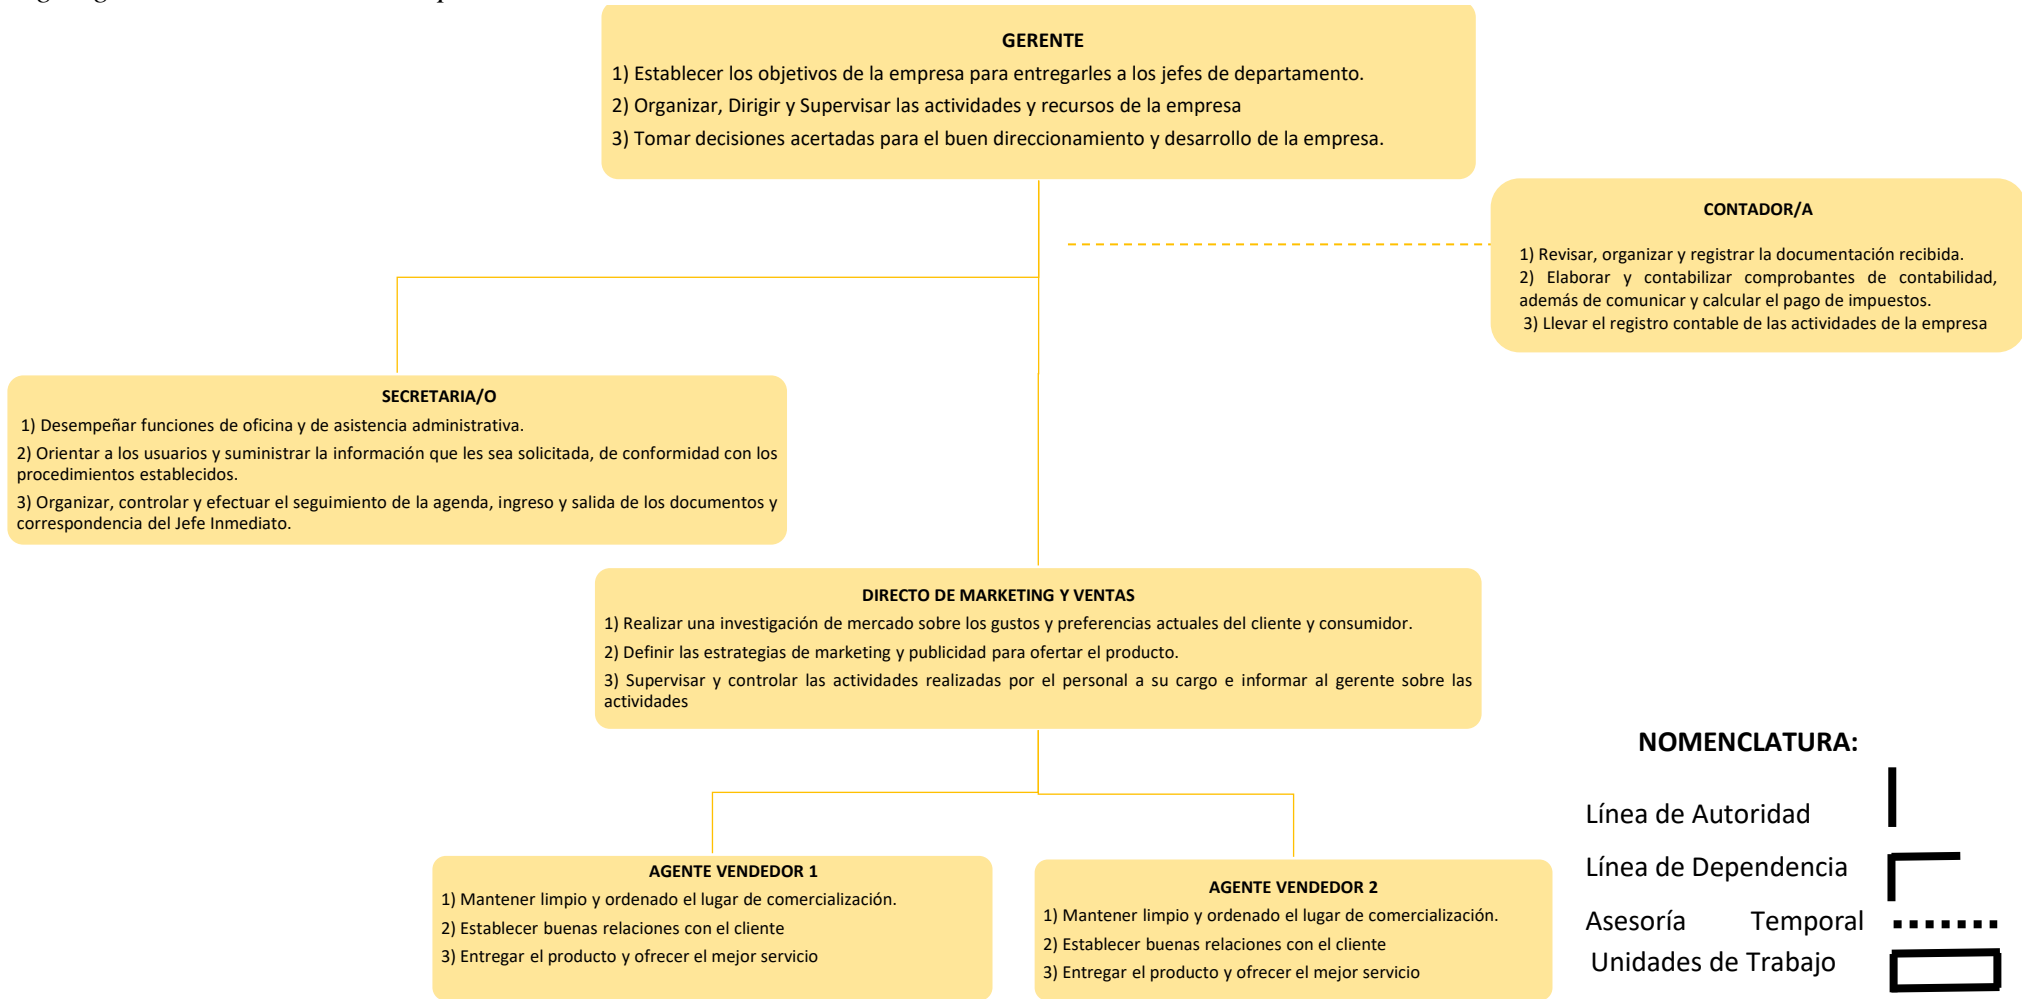 GERENTE
1) Establecer los objetivos de la empresa para entregarles a los jefes de departamento.
2) Organizar, Dirigir y Supervisar las actividades y recursos de la empresa
3) Tomar decisiones acertadas para el buen direccionamiento y desarrollo de la empresa.
CONTADOR/A
1) Revisar, organizar y registrar la documentación recibida.
2) Elaborar y contabilizar comprobantes de contabilidad,
además de comunicar y calcular el pago de impuestos.
3) Llevar el registro contable de las actividades de la empresa
SECRETARIA/O
1) Desempeñar funciones de oficina y de asistencia administrativa.
2) Orientar a los usuarios y suministrar la información que les sea solicitada, de conformidad con los
procedimientos establecidos.
3) Organizar, controlar y efectuar el seguimiento de la agenda, ingreso y salida de los documentos y
correspondencia del Jefe Inmediato.
DIRECTO DE MARKETING Y VENTAS
1) Realizar una investigación de mercado sobre los gustos y preferencias actuales del cliente y consumidor.
2) Definir las estrategias de marketing y publicidad para ofertar el producto.
3) Supervisar y controlar las actividades realizadas por el personal a su cargo e informar al gerente sobre las
actividades
AGENTE VENDEDOR 1
1) Mantener limpio y ordenado el lugar de comercialización.
2) Establecer buenas relaciones con el cliente
3) Entregar el producto y ofrecer el mejor servicio
AGENTE VENDEDOR 2
1) Mantener limpio y ordenado el lugar de comercialización.
2) Establecer buenas relaciones con el cliente
3) Entregar el producto y ofrecer el mejor servicio
NOMENCLATURA:
Línea de Autoridad
Línea de Dependencia
Asesoría Temporal
Unidades de Trabajo